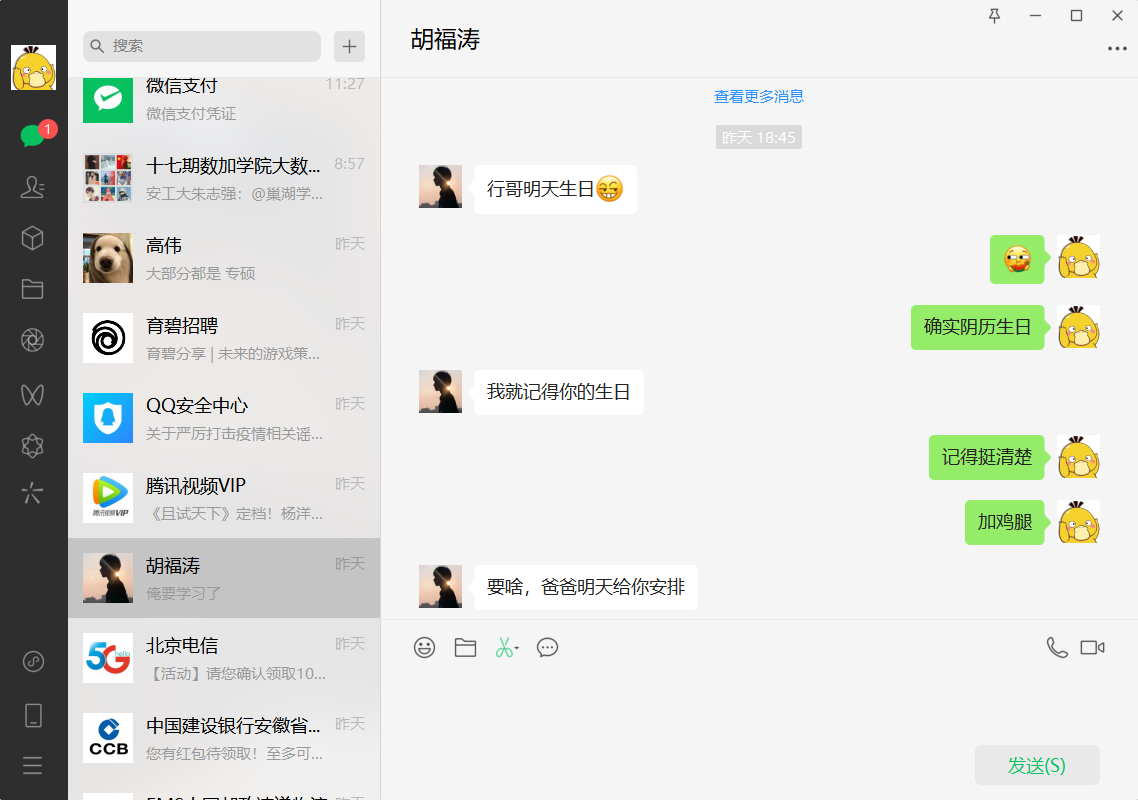 搜索
微信支付
11:27
微信支付凭证
十七期数加学院大数...
8:57
安工大朱志强：@巢湖学...
高伟
昨天
大部分都是 专硕
育碧招聘
昨天
育碧分享 | 未来的游戏策...
QQ安全中心
昨天
关于严厉打击疫情相关谣...
腾讯视频VIP
昨天
《且试天下》定档！杨洋...
腾讯视频VIP
胡福涛
昨天
俺要学习了
5G
hello
北京电信
昨天
【活动】请您确认领取10...
CCB
中国建设银行安徽省...
昨天
您有红包待领取！至多可...
1
胡福涛
查看更多消息
昨天 18:45
行哥明天生日
确实阴历生日
我就记得你的生日
记得挺清楚
加鸡腿
要啥，爸爸明天给你安排
发送(S)